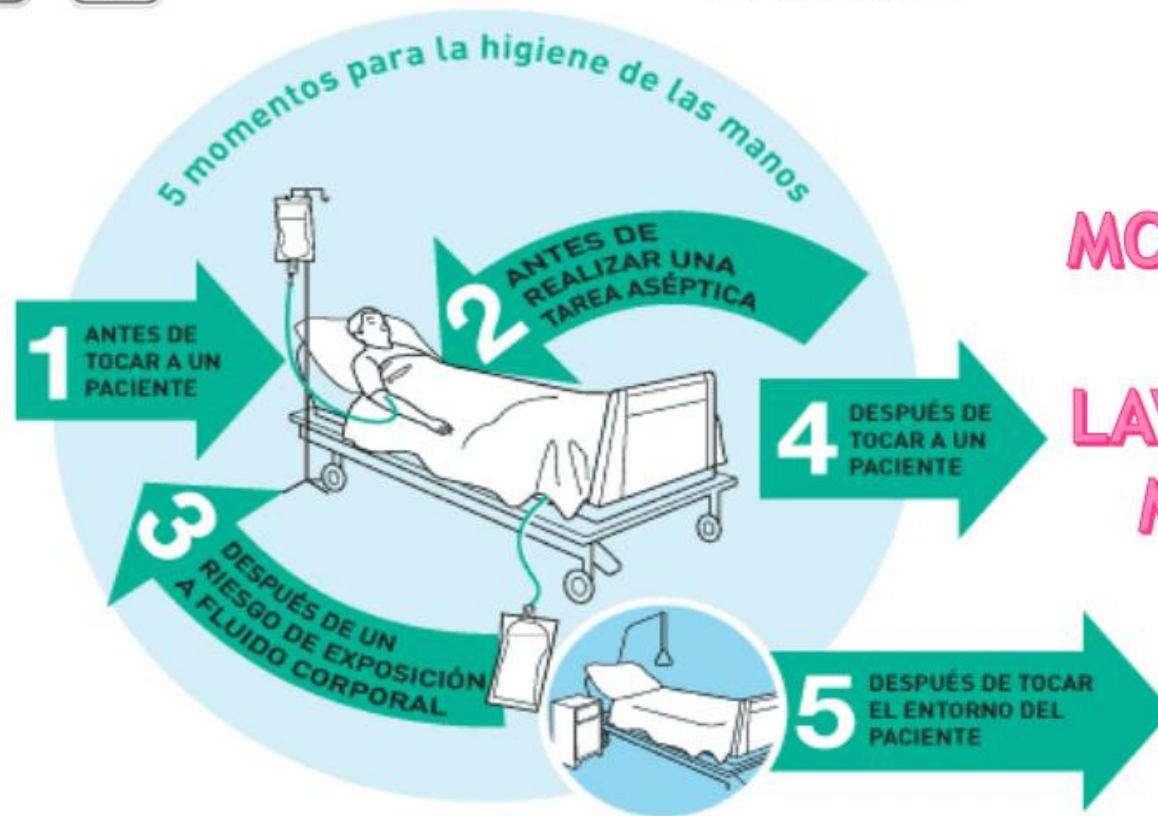 5 momentos para la higiene de las manos
1
ANTES DE
TOCAR A UN
PACIENTE
2
ANTES DE
REALIZAR UNA
TAREA ASÉPTICA
3
DESPUÉS DE UN
RIESGO DE EXPOSICIÓN
A FLUIDO CORPORAL
4
DESPUÉS DE
TOCAR A UN
PACIENTE
5
DESPUÉS DE TOCAR
EL ENTORNO DEL
PACIENTE